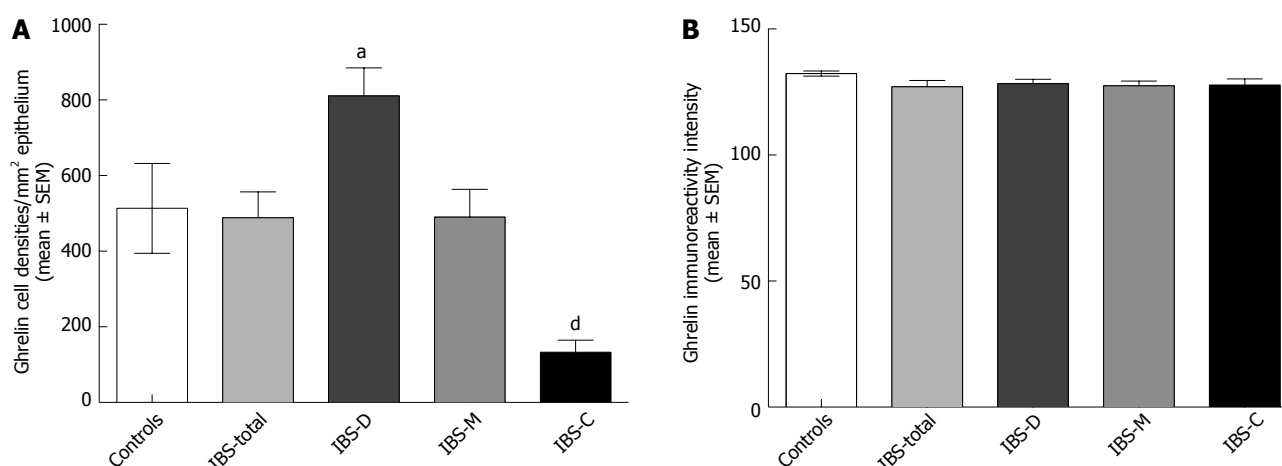 A
Ghrelin cell densities/mm² epithelium
(mean ± SEM)
1000
800
600
400
200
0
a
d
Controls
IBS-total
IBS-D
IBS-M
IBS-C
B
Ghrelin immunoreactivity intensity
(mean ± SEM)
150
100
50
0
Controls
IBS-total
IBS-D
IBS-M
IBS-C